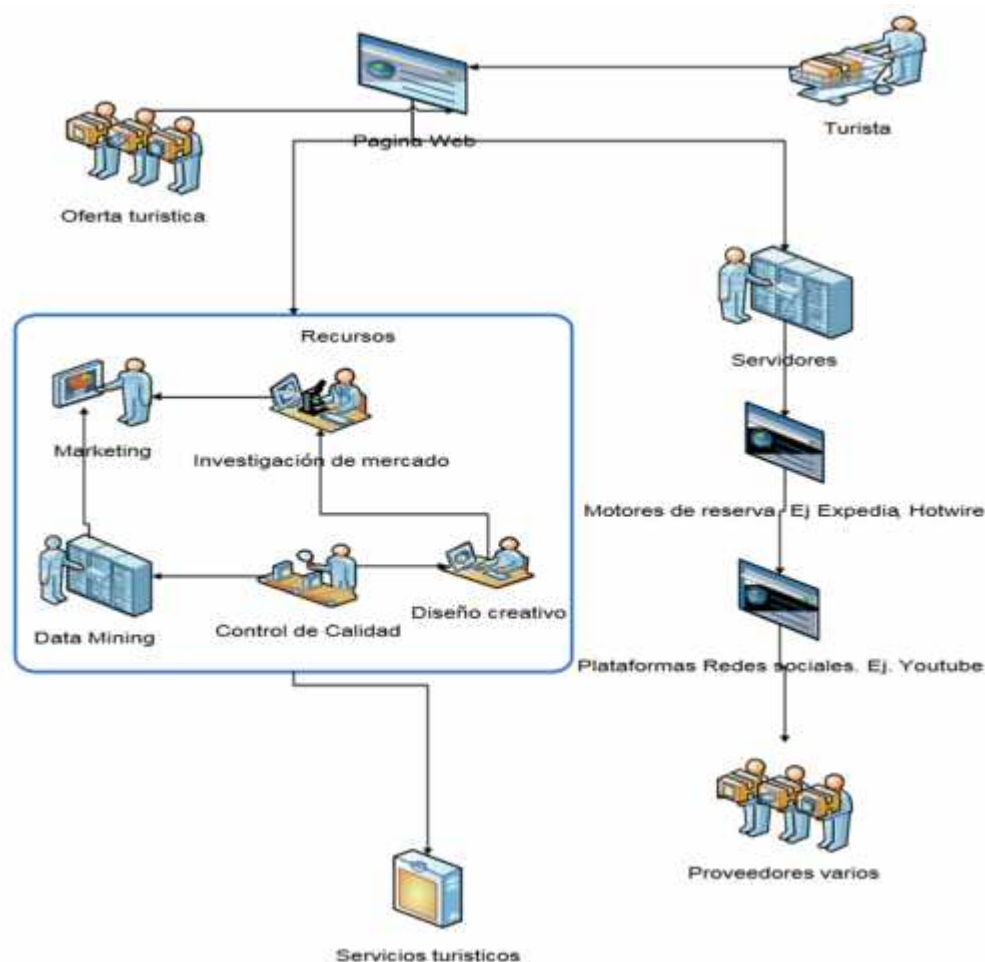 Turista
Pagina Web
Oferta turistica
Recursos
Servidores
Marketing
Investigación de mercado
Motores de reserva. Ej Expedia, Hotwire
Diseño creativo
Control de Calidad
Data Mining
Plataformas Redes sociales. Ej. Youtube
Proveedores varios
Servicios turisticos